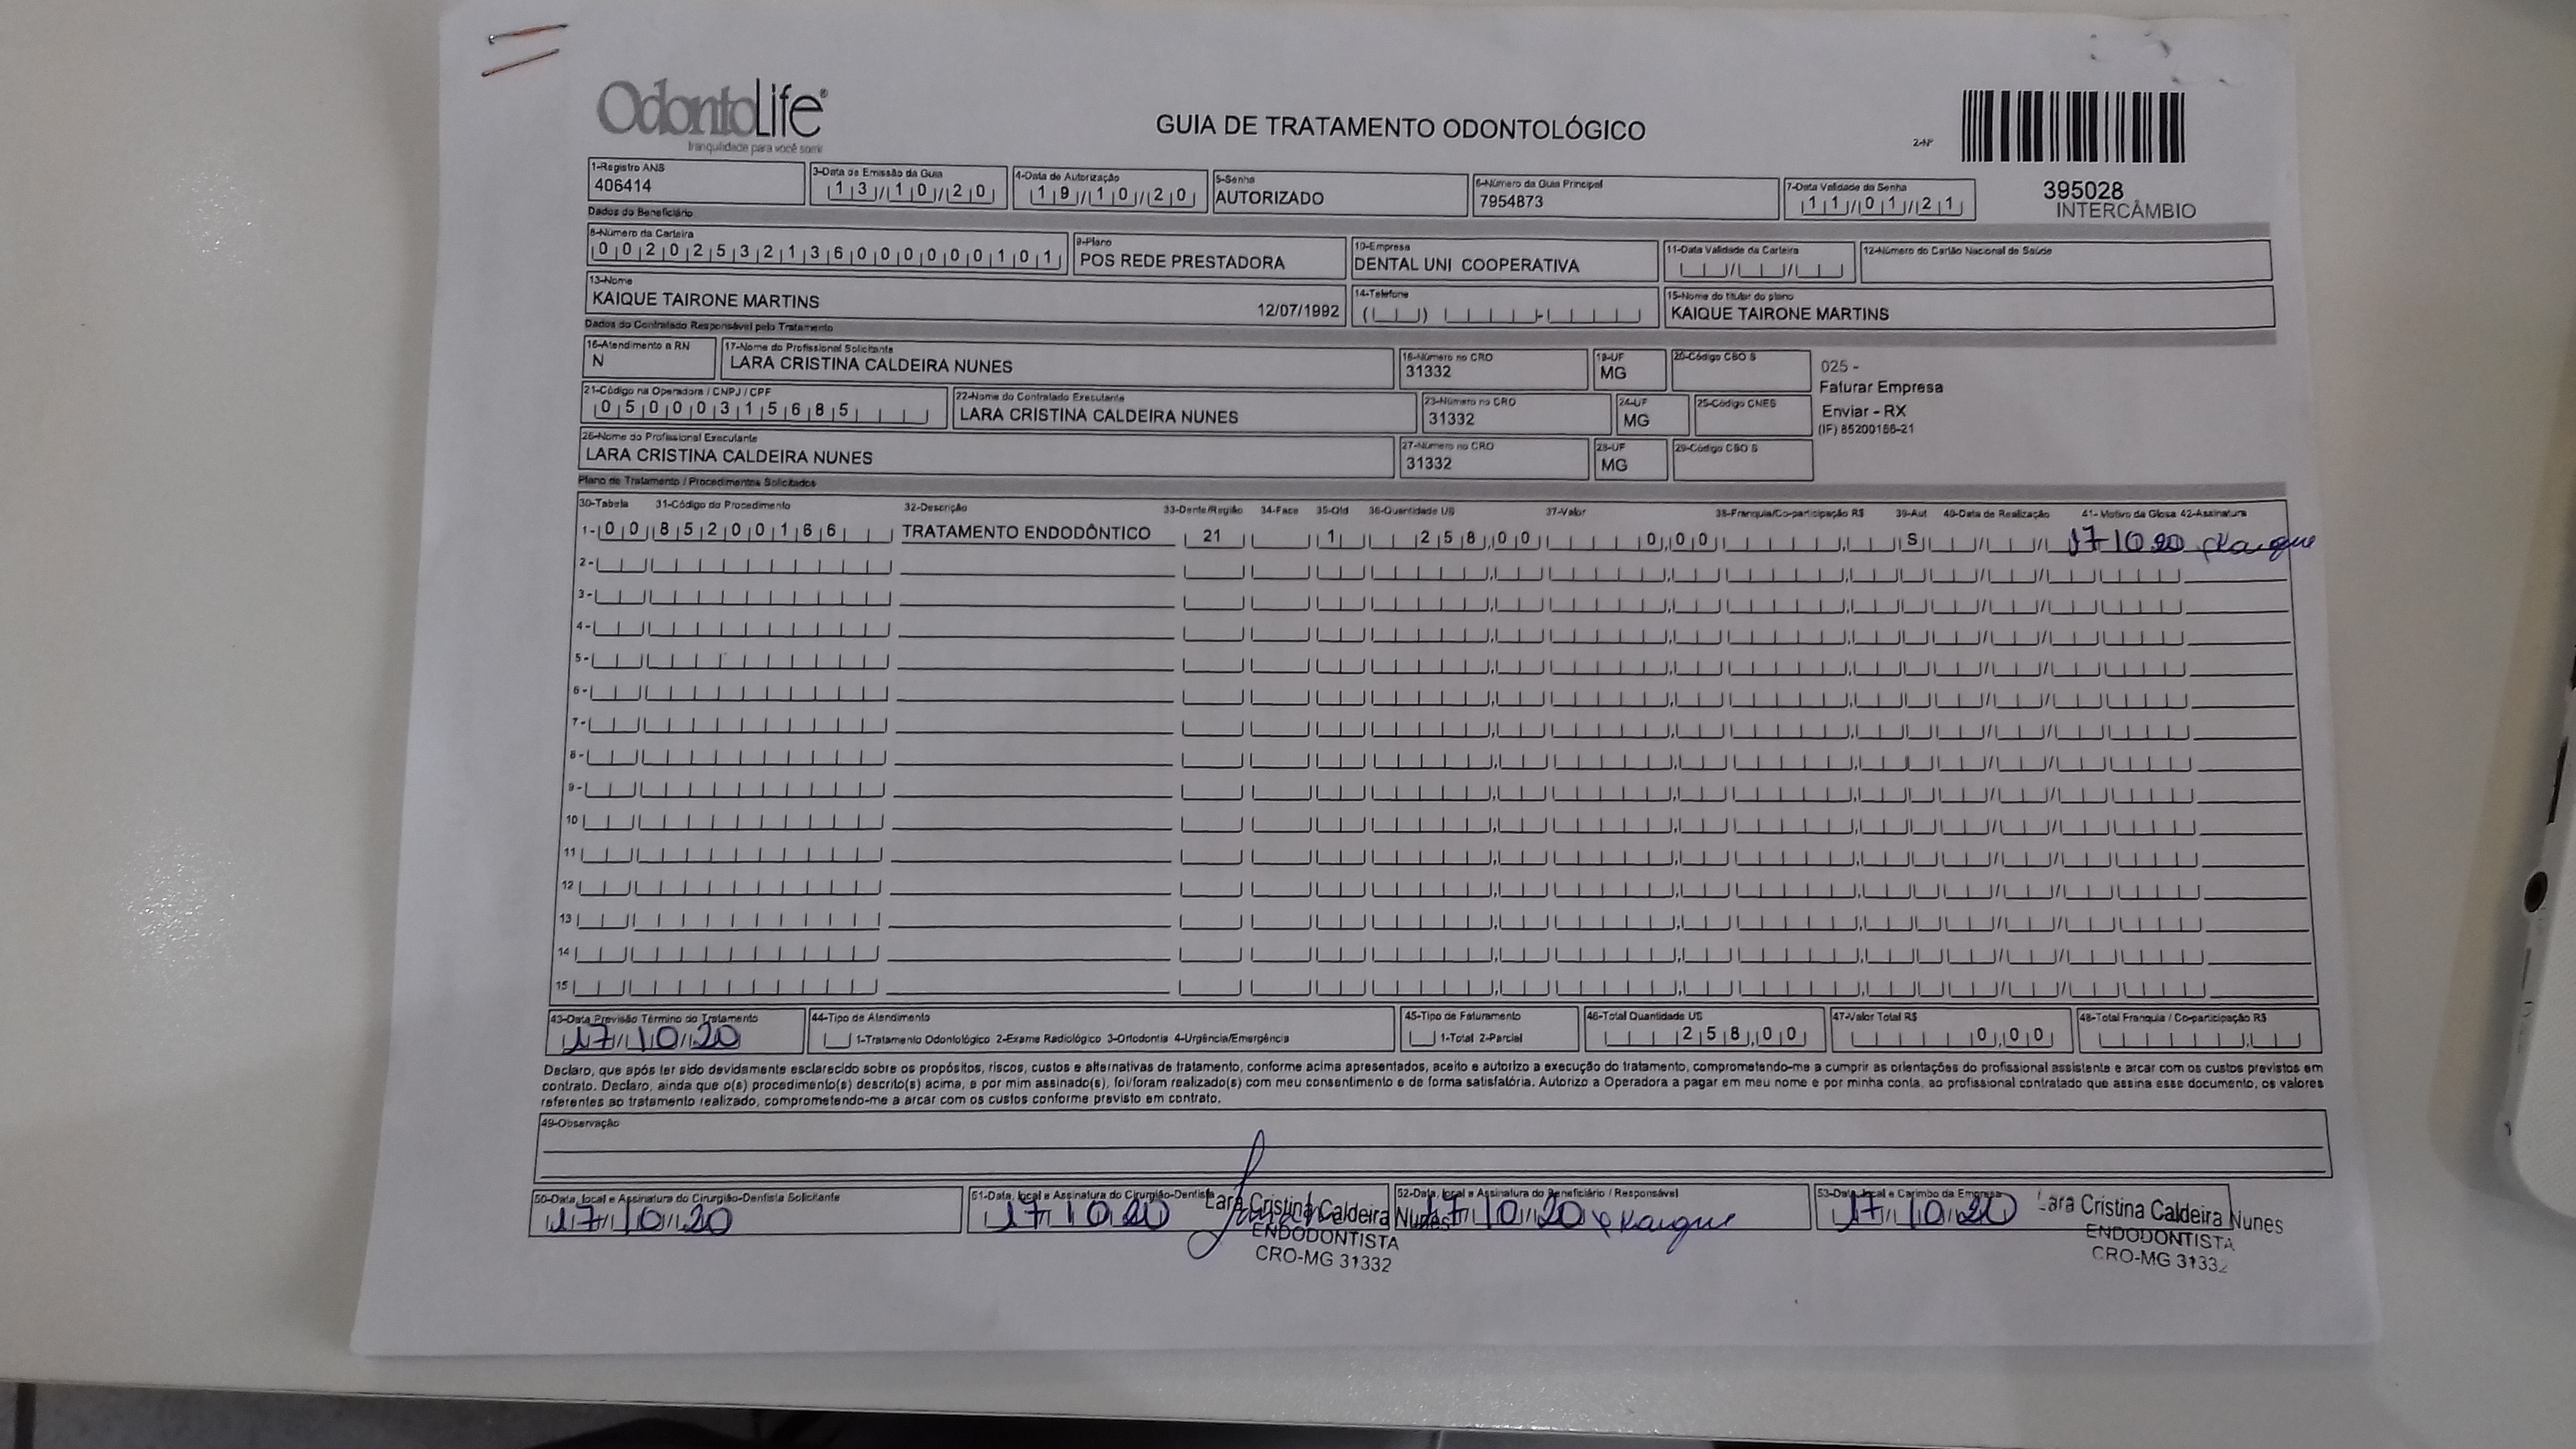 OdontoLife®
tranquilidade para você sorrir
GUIA DE TRATAMENTO ODONTOLÓGICO
2-Nº
395028
INTERCÂMBIO
1-Registro ANS
406414
3-Data de Emissão da Guia
13/10/20
4-Data de Autorização
19/10/20
5-Senha
AUTORIZADO
6-Número da Guia Principal
7954873
7-Data Validade da Senha
11/01/21
Dados do Beneficiário
8-Número da Carteira
00202532136000000101
9-Plano
POS REDE PRESTADORA
10-Empresa
DENTAL UNI COOPERATIVA
11-Data Validade da Carteira
12-Número do Cartão Nacional de Saúde
13-Nome
KAIQUE TAIRONE MARTINS 12/07/1992
14-Telefone
15-Nome do titular do plano
KAIQUE TAIRONE MARTINS
Dados do Contratado Responsável pelo Tratamento
16-Atendimento a RN
N
17-Nome do Profissional Solicitante
LARA CRISTINA CALDEIRA NUNES
18-Número no CRO
31332
19-UF
MG
20-Código CBO S
025 -
Faturar Empresa
Enviar - RX
(IF) 85200166-21
21-Código na Operadora / CNPJ / CPF
05000315685
22-Nome do Contratado Executante
LARA CRISTINA CALDEIRA NUNES
23-Número no CRO
31332
24-UF
MG
25-Código CNES
26-Nome do Profissional Executante
LARA CRISTINA CALDEIRA NUNES
27-Número no CRO
31332
28-UF
MG
29-Código CBO S
Plano de Tratamento / Procedimentos Solicitados
30-Tabela 31-Código do Procedimento 32-Descrição 33-Dente/Região 34-Face 35-Qtd 36-Quantidade US 37-Valor 38-Franquia/Co-participação R$ 39-Aut 40-Data de Realização 41- Motivo da Glosa 42-Assinatura
1- 00 85200166 TRATAMENTO ENDODÔNTICO 21 1 258,00 0,00 S 17 10 20 Kaique
2-
3-
4-
5-
6-
7-
8-
9-
10
11
12
13
14
15
43-Data Previsão Término do Tratamento
17/10/20
44-Tipo de Atendimento
1-Tratamento Odontológico 2-Exame Radiológico 3-Ortodontia 4-Urgência/Emergência
45-Tipo de Faturamento
1-Total 2-Parcial
46-Total Quantidade US
258,00
47-Valor Total R$
0,00
48-Total Franquia / Co-participação R$
Declaro, que após ter sido devidamente esclarecido sobre os propósitos, riscos, custos e alternativas de tratamento, conforme acima apresentados, aceito e autorizo a execução do tratamento, comprometendo-me a cumprir as orientações do profissional assistente e arcar com os custos previstos em
contrato. Declaro, ainda que o(s) procedimento(s) descrito(s) acima, e por mim assinado(s), foi/foram realizado(s) com meu consentimento e de forma satisfatória. Autorizo a Operadora a pagar em meu nome e por minha conta, ao profissional contratado que assina esse documento, os valores
referentes ao tratamento realizado, comprometendo-me a arcar com os custos conforme previsto em contrato.
49-Observação
50-Data, local e Assinatura do Cirurgião-Dentista Solicitante
17/10/20
51-Data, local e Assinatura do Cirurgião-Dentista
17 10 20
Lara Cristina Caldeira Nunes
ENDODONTISTA
CRO-MG 31332
52-Data, local e Assinatura do Beneficiário / Responsável
17/10/20 Kaique
53-Data, local e Carimbo da Empresa
17/10/20
Lara Cristina Caldeira Nunes
ENDODONTISTA
CRO-MG 31332